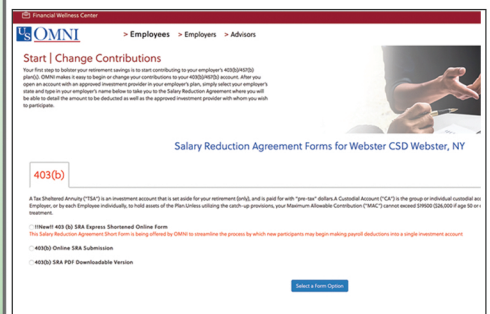 Financial Wellness Center
U.S. OMNI
> Employees > Employers > Advisors
Start | Change Contributions
Your first step to bolster your retirement savings is to start contributing to your employer's 403(b)/457(b)
plan(s). OMNI makes it easy to begin or change your contributions to your 403(b)/457(b) account. After you
open an account with an approved investment provider in your employer's plan, simply select your employer's
state and type in your employer's name below to take you to the Salary Reduction Agreement where you will
be able to detail the amount to be deducted as well as the approved investment provider with whom you wish
to participate.
Salary Reduction Agreement Forms for Webster CSD Webster, NY
403(b)
A Tax Sheltered Annuity ("TSA") is an investment account that is set aside for your retirement (only), and is paid for with "pre-tax" dollars.A Custodial Account ("CA") is the group or individual custodial
Employer, or by each Employee individually, to hold assets of the Plan.Unless utilizing the catch-up provisions, your Maximum Allowable Contribution ("MAC") cannot exceed $19500 ($26,000 if age 50 or
treatment.
!!New!! 403 (b) SRA Express Shortened Online Form
This Salary Reduction Agreement Short Form is being offered by OMNI to streamline the process by which new participants may begin making payroll deductions into a single investment account.
403(b) Online SRA Submission
403(b) SRA PDF Downloadable Version
Select a Form Option